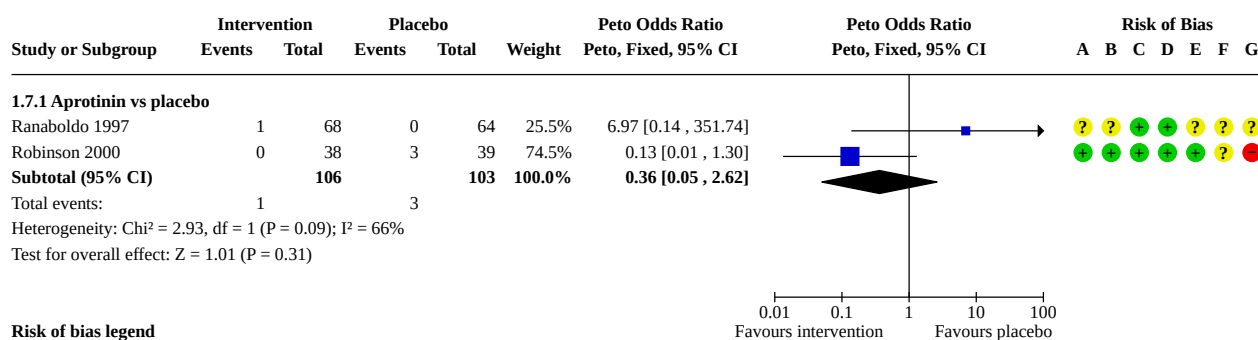 Intervention Placebo Peto Odds Ratio Peto Odds Ratio Risk of Bias
Study or Subgroup Events Total Events Total Weight Peto, Fixed, 95% CI Peto, Fixed, 95% CI A B C D E F G
1.7.1 Aprotinin vs placebo
Ranaboldo 1997 1 68 0 64 25.5% 6.97 [0.14 , 351.74] ? ? + + ? ? ?
Robinson 2000 0 38 3 39 74.5% 0.13 [0.01 , 1.30] + + + + + ? −
Subtotal (95% CI) 106 103 100.0% 0.36 [0.05 , 2.62]
Total events: 1 3
Heterogeneity: Chi² = 2.93, df = 1 (P = 0.09); I² = 66%
Test for overall effect: Z = 1.01 (P = 0.31)
0.01 0.1 1 10 100
Favours intervention Favours placebo
Risk of bias legend